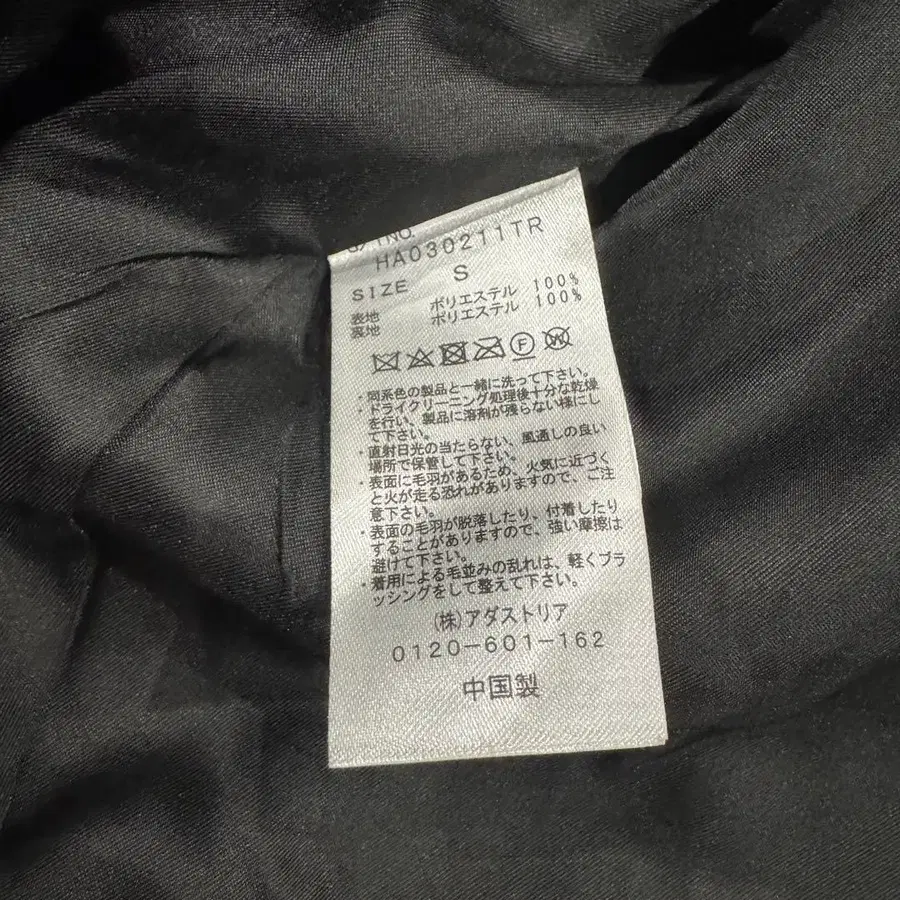 ST NO.
HA030211TR
SIZE S
表地 ポリエステル 100%
裏地 ポリエステル 100%
F W
・同系色の製品と一緒に洗って下さい。
・ドライクリーニング処理後十分な乾燥
を行い、製品に溶剤が残らない様にし
て下さい。
・直射日光の当たらない、風通しの良い
場所で保管して下さい。
・表面に毛羽があるため、火気に近づく
と火が走る恐れがありますので、ご注
意下さい。
・表面の毛羽が脱落したり、付着したり
することがありますので、強い摩擦は
避けて下さい。
・着用による毛並みの乱れは、軽くブラ
ッシングをして整えて下さい。
(株)アダストリア
0120-601-162
中国製